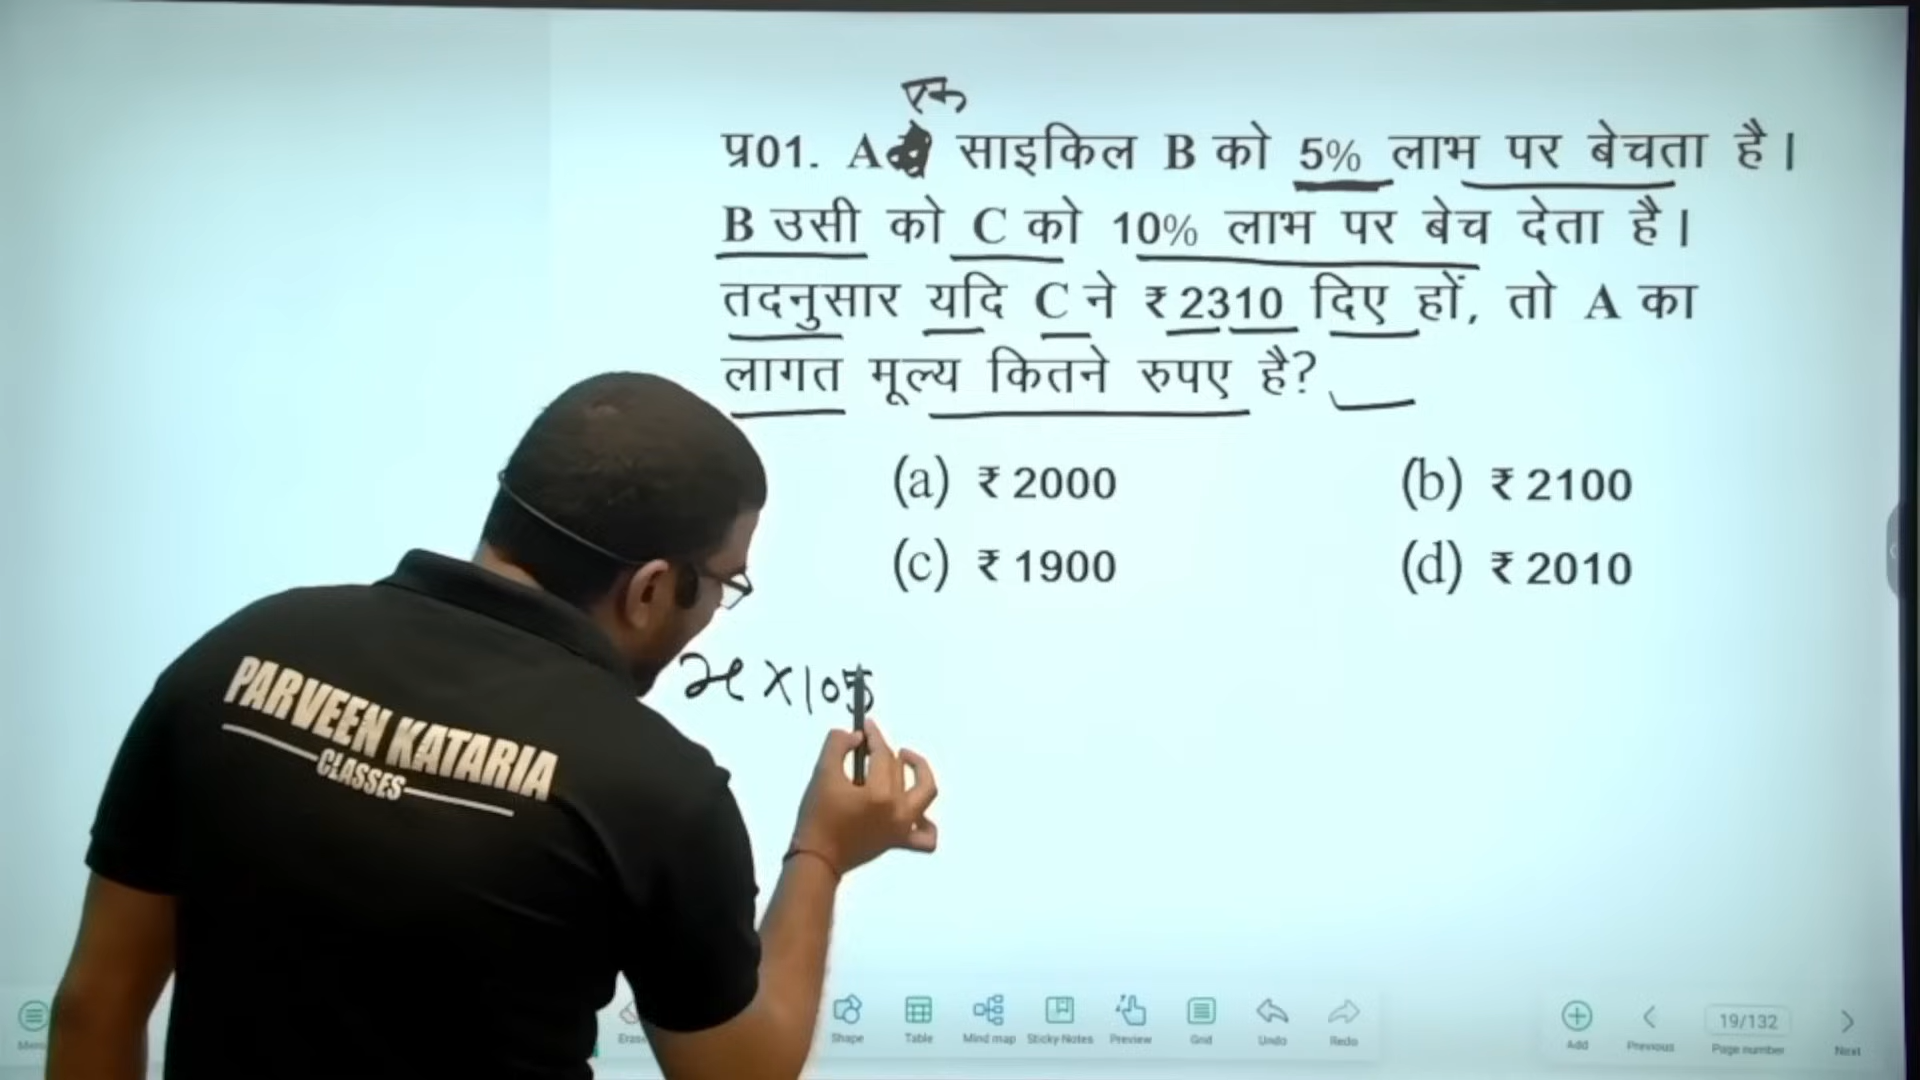 एक
प्र01. A साइकिल B को 5% लाभ पर बेचता है।
B उसी को C को 10% लाभ पर बेच देता है।
तदनुसार यदि C ने ₹ 2310 दिए हों, तो A का
लागत मूल्य कितने रुपए है?
(a) ₹ 2000 (b) ₹ 2100
(c) ₹ 1900 (d) ₹ 2010
x × 105
PARVEEN KATARIA
CLASSES
Shape Table Mind map Sticky Notes Preview Grid Undo Redo Add Previous 19/132 Page number Next